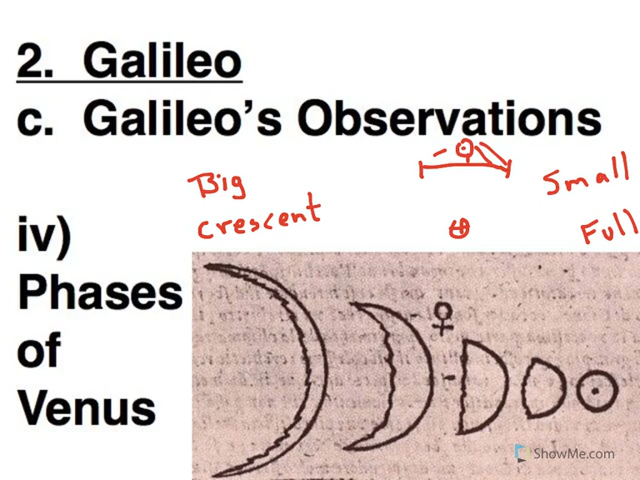 2. Galileo
c. Galileo's Observations
Big
crescent
Small
Full
iv)
Phases
of
Venus
ShowMe.com